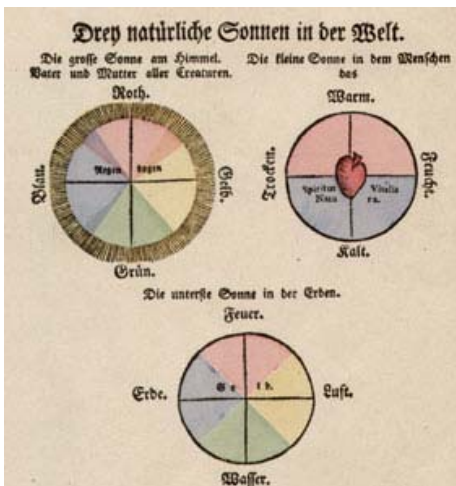 Drey natürliche Sonnen in der Welt.
Die grosse Sonne am Himmel.
Vater und Mutter aller Creaturen.
Roth.
Blau.
Regen bogen
Gelb.
Grün.
Die kleine Sonne in dem Menschen
das
Warm.
Trocken.
Feucht.
Spiritus Vitalis
Natu ra.
Kalt.
Die unterste Sonne in der Erden.
Feuer.
Erde.
G o l d.
Luft.
Wasser.